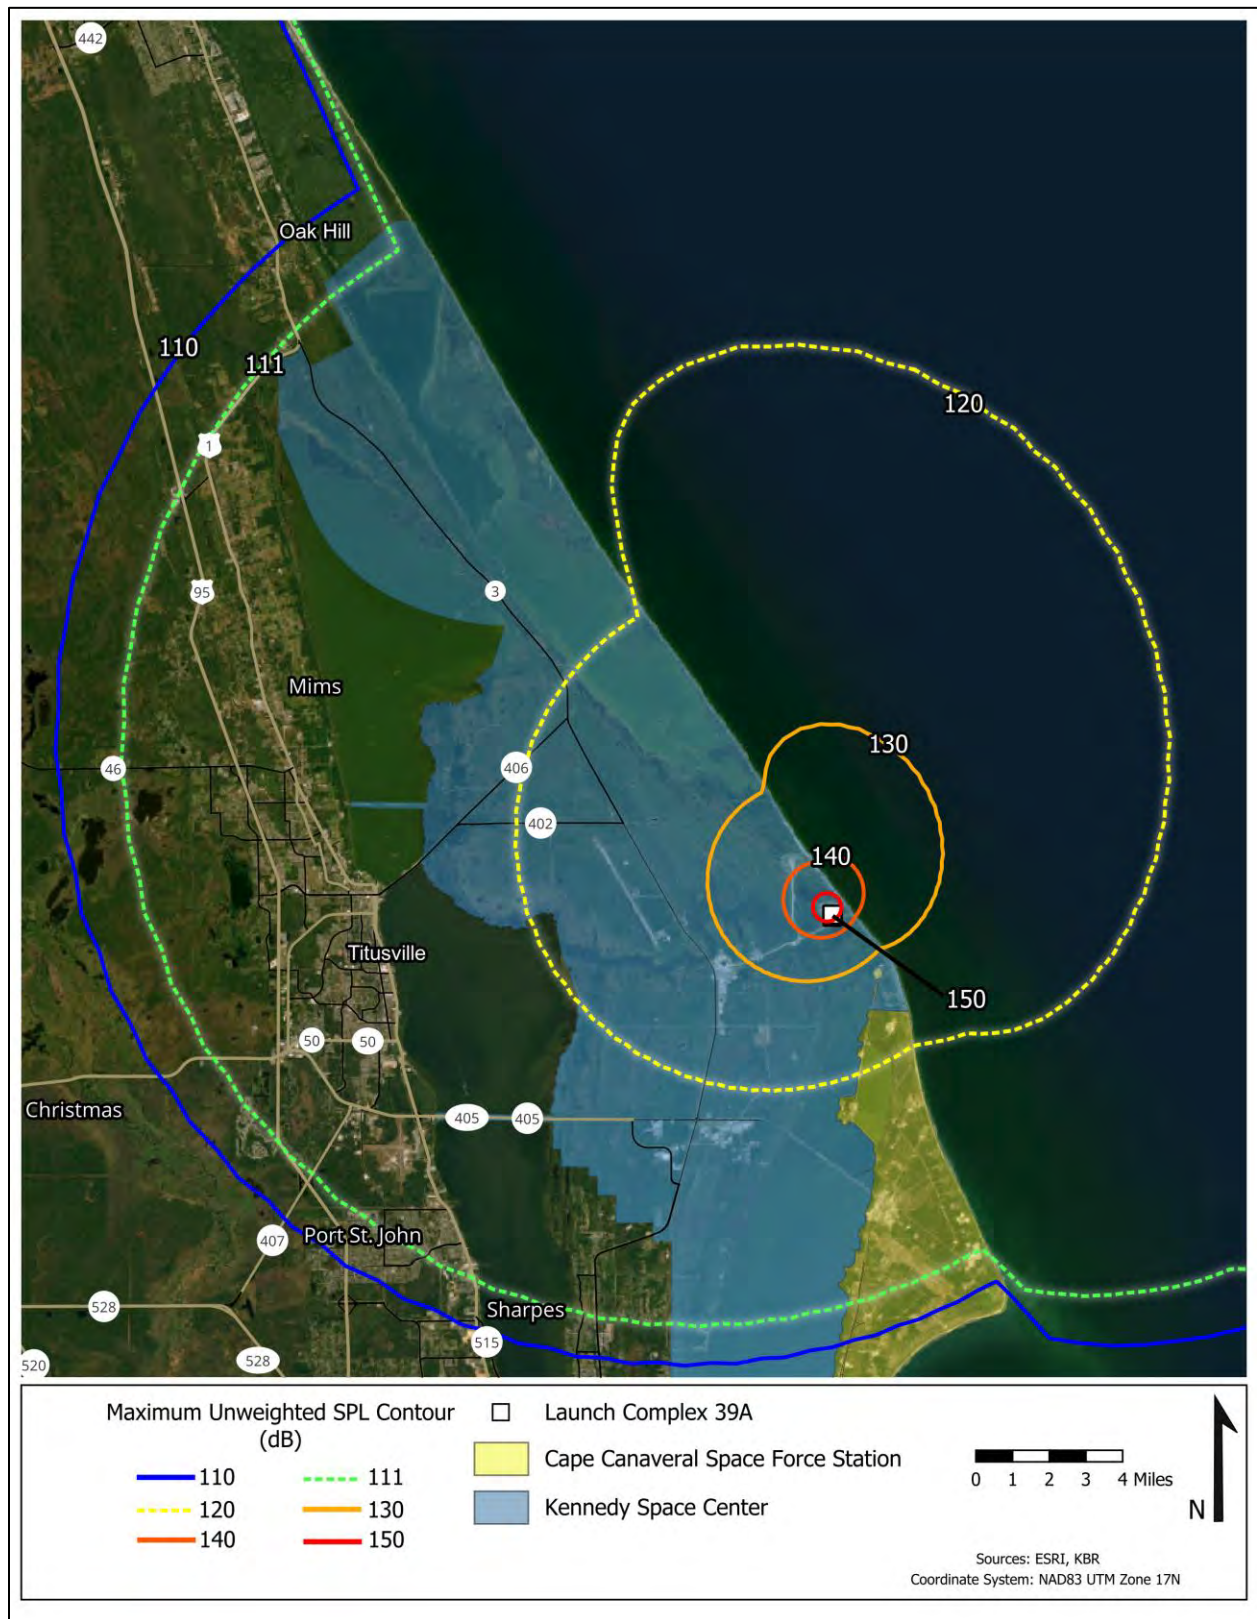 442
Oak Hill
110
111
120
1
95
3
Mims
130
46
406
402
140
Titusville
150
50
50
Christmas
405
405
407
Port St. John
528
Sharpes
515
520
528
Maximum Unweighted SPL Contour
(dB)
110
111
120
130
140
150
Launch Complex 39A
Cape Canaveral Space Force Station
Kennedy Space Center
0 1 2 3 4 Miles
N
Sources: ESRI, KBR
Coordinate System: NAD83 UTM Zone 17N